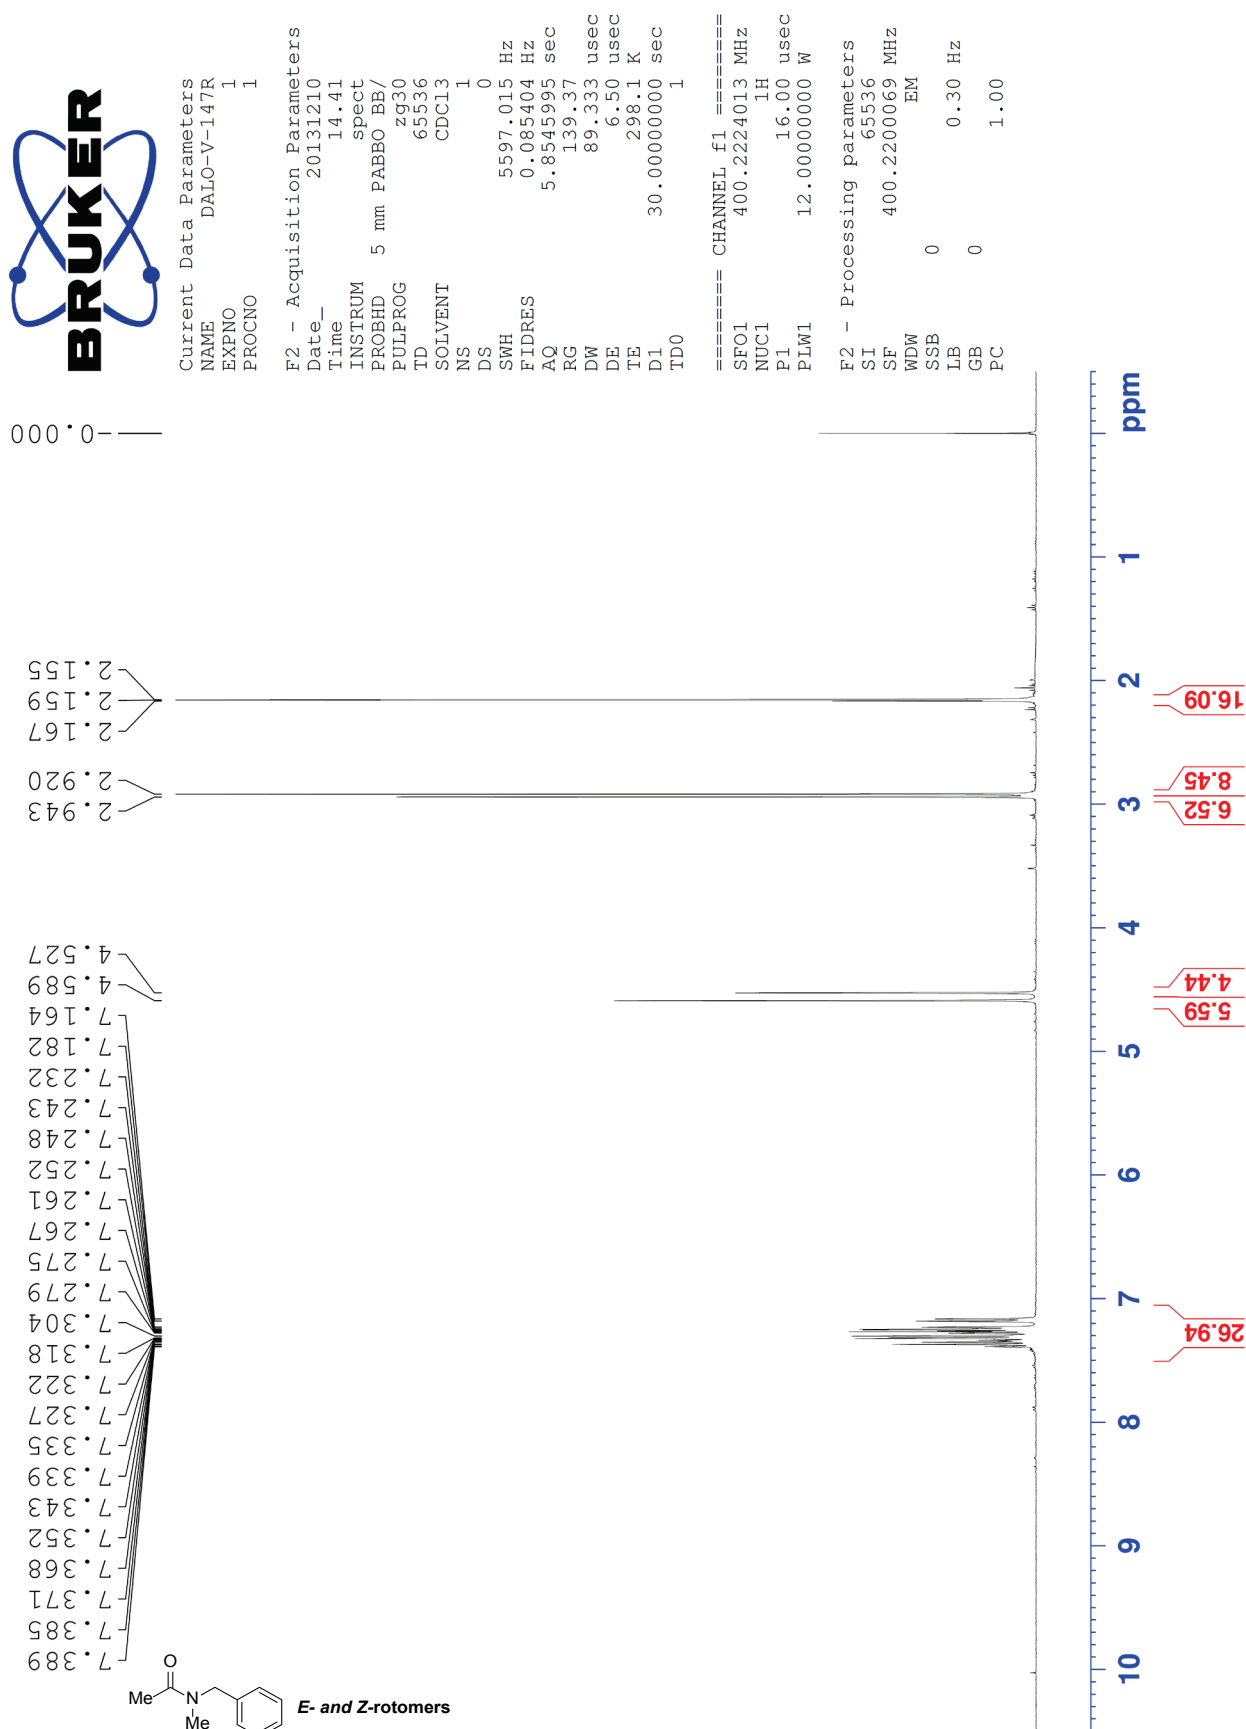 BRUKER
Current Data Parameters
NAME DALO-V-147R
EXPNO 1
PROCNO 1
F2 - Acquisition Parameters
Date_ 20131210
Time 14.41
INSTRUM spect
PROBHD 5 mm PABBO BB/
PULPROG zg30
TD 65536
SOLVENT CDCl3
NS 1
DS 0
SWH 5597.015 Hz
FIDRES 0.085404 Hz
AQ 5.8545995 sec
RG 139.37
DW 89.333 usec
DE 6.50 usec
TE 298.1 K
D1 30.00000000 sec
TD0 1
======== CHANNEL f1 ========
SFO1 400.2224013 MHz
NUC1 1H
P1 16.00 usec
PLW1 12.00000000 W
F2 - Processing parameters
SI 65536
SF 400.2200069 MHz
WDW EM
SSB 0
LB 0.30 Hz
GB 0
PC 1.00
7.389
7.385
7.371
7.368
7.352
7.343
7.339
7.335
7.327
7.322
7.318
7.304
7.279
7.275
7.267
7.261
7.252
7.248
7.243
7.232
7.182
7.164
4.589
4.527
2.943
2.920
2.167
2.159
2.155
-0.000
O
Me
N
Me
E- and Z-rotomers
10 9 8 7 6 5 4 3 2 1 ppm
26.94
5.59
4.44
6.52
8.45
16.09